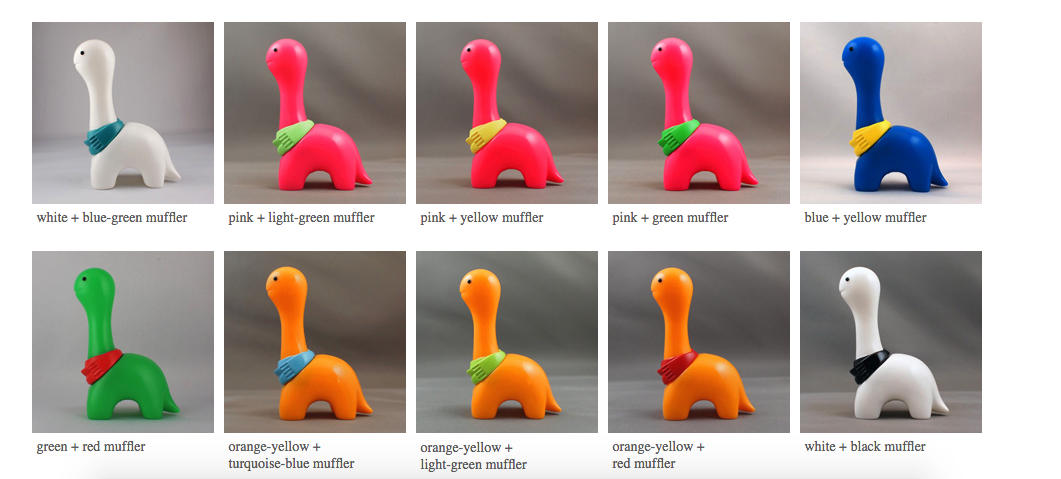 white + blue-green muffler
pink + light-green muffler
pink + yellow muffler
pink + green muffler
blue + yellow muffler
green + red muffler
orange-yellow +
turquoise-blue muffler
orange-yellow +
light-green muffler
orange-yellow +
red muffler
white + black muffler